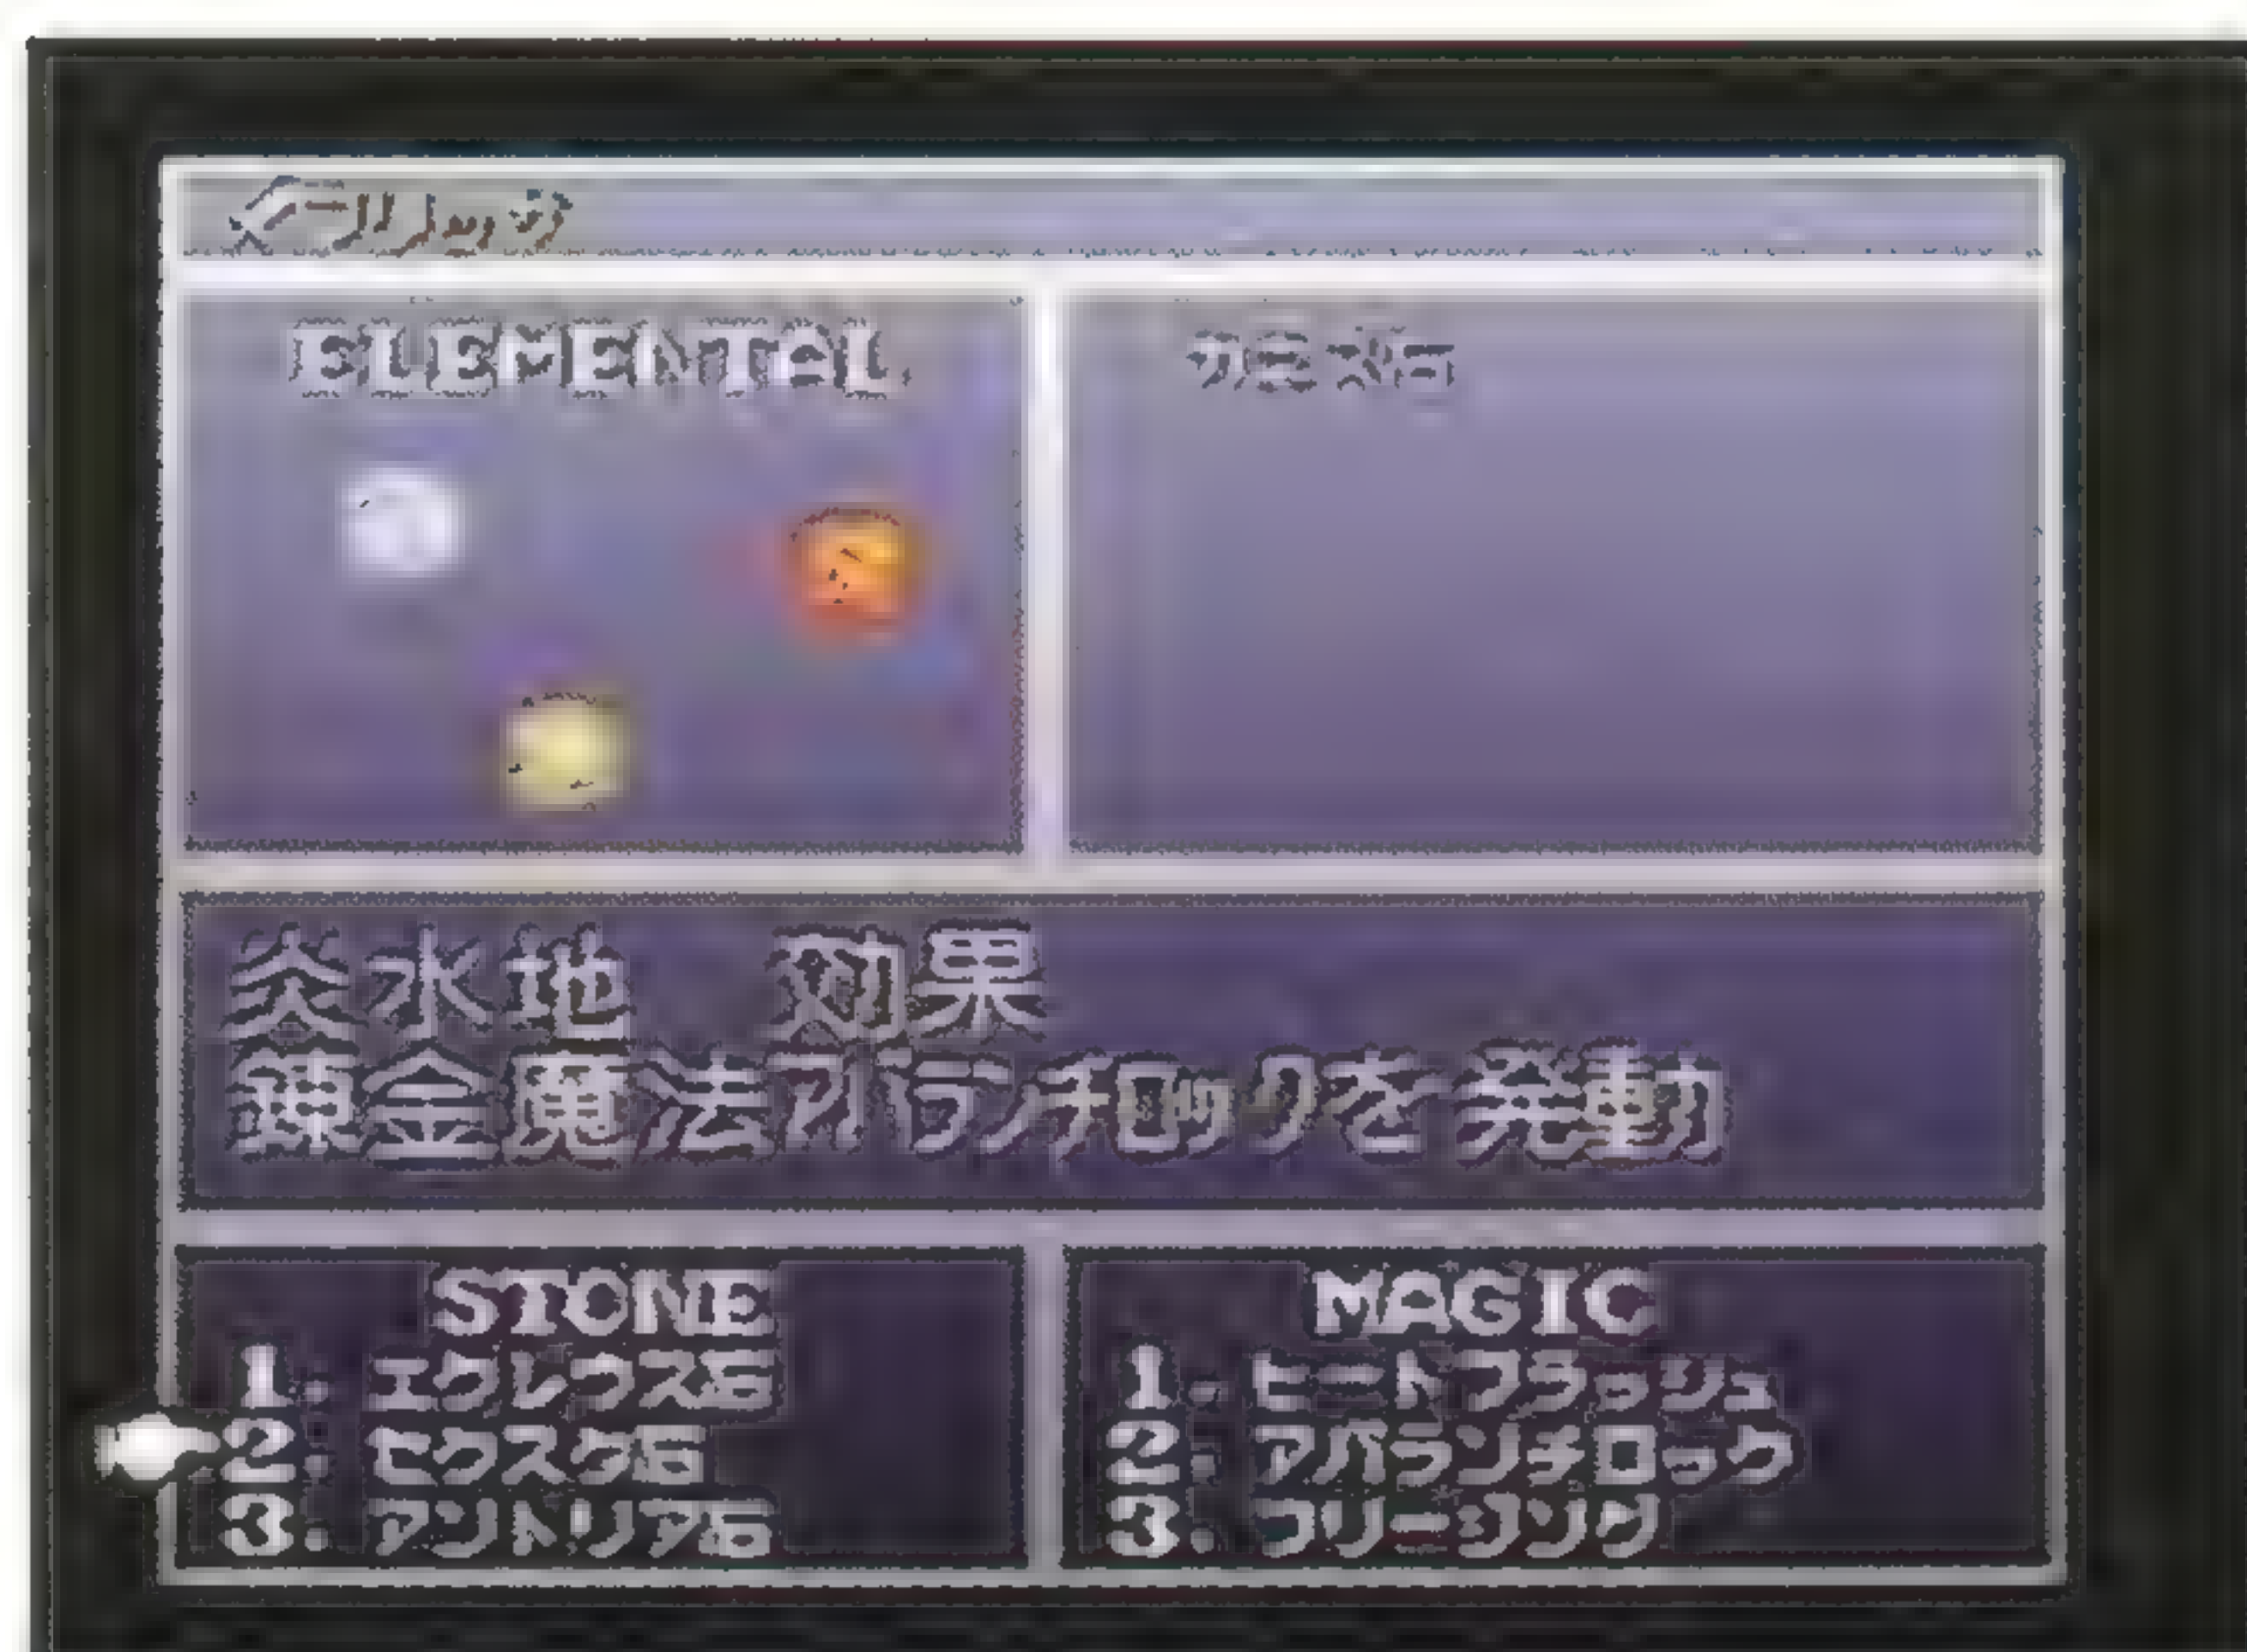 ELEMENTAL
炎水地 効果
錬金魔法アバランチロックを発動
STONE
1. エクレウス石
2. ヒクスタ石
3. アントリア石
MAGIC
1. ヒートフラッシュ
2. アバランチロック
3. フリージング